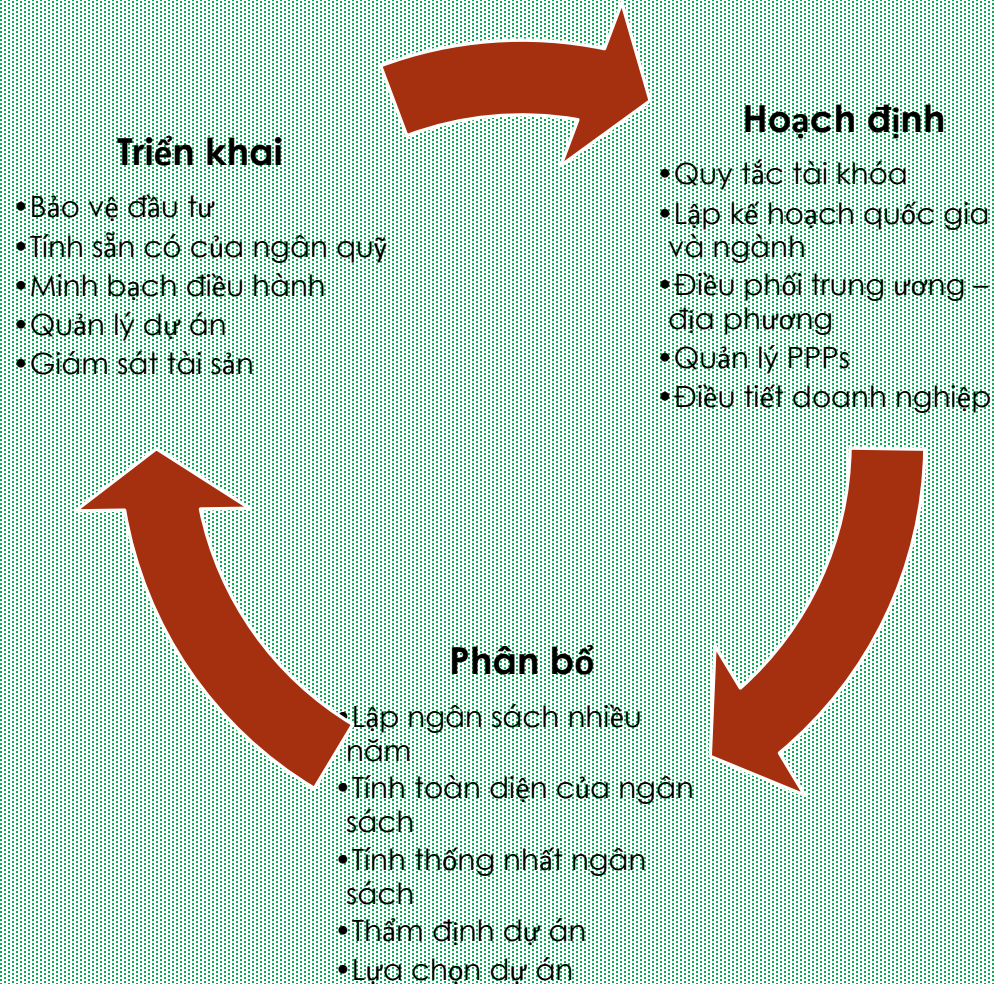 Triển khai
•Bảo vệ đầu tư
•Tính sẵn có của ngân quỹ
•Minh bạch điều hành
•Quản lý dự án
•Giám sát tài sản
Hoạch định
•Quy tắc tài khóa
•Lập kế hoạch quốc gia
và ngành
•Điều phối trung ương –
địa phương
•Quản lý PPPs
•Điều tiết doanh nghiệp
Phân bổ
•Lập ngân sách nhiều
năm
•Tính toàn diện của ngân
sách
•Tính thống nhất ngân
sách
•Thẩm định dự án
•Lựa chọn dự án